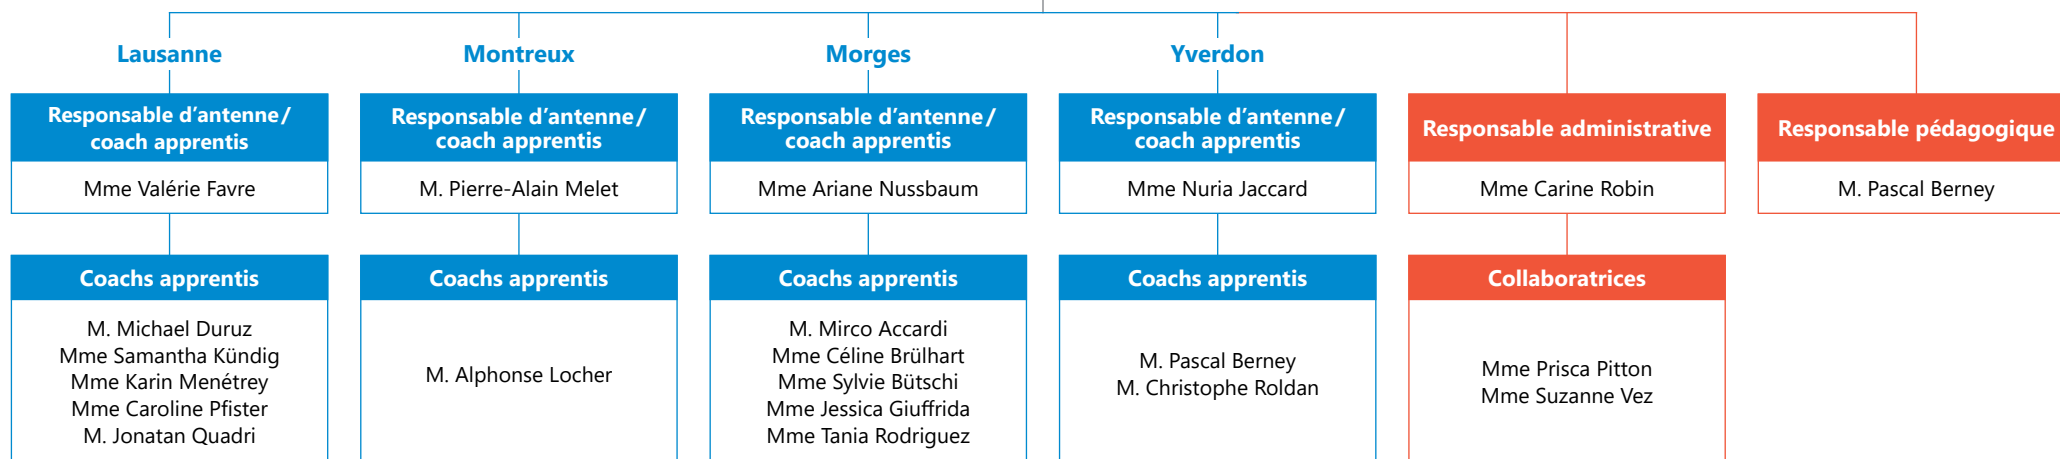 Lausanne
Responsable d'antenne/
coach apprentis
Mme Valérie Favre
Coachs apprentis
M. Michael Duruz
Mme Samantha Kündig
Mme Karin Menétrey
Mme Caroline Pfister
M. Jonatan Quadri
Montreux
Responsable d'antenne/
coach apprentis
M. Pierre-Alain Melet
Coachs apprentis
M. Alphonse Locher
Morges
Responsable d'antenne/
coach apprentis
Mme Ariane Nussbaum
Coachs apprentis
M. Mirco Accardi
Mme Céline Brülhart
Mme Sylvie Bütschi
Mme Jessica Giuffrida
Mme Tania Rodriguez
Yverdon
Responsable d'antenne/
coach apprentis
Mme Nuria Jaccard
Coachs apprentis
M. Pascal Berney
M. Christophe Roldan
Responsable administrative
Mme Carine Robin
Collaboratrices
Mme Prisca Pitton
Mme Suzanne Vez
Responsable pédagogique
M. Pascal Berney